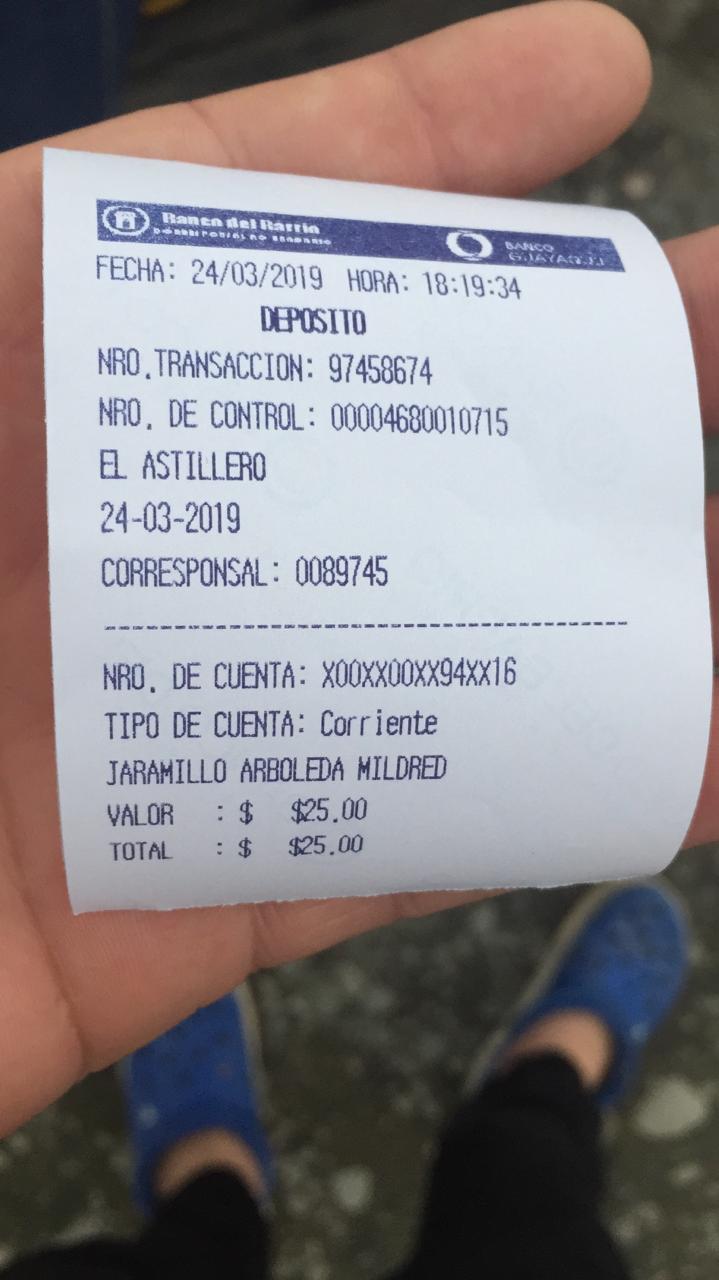 Banco del Barrio
BANCO
GUAYAQUIL
FECHA: 24/03/2019 HORA: 18:19:34
DEPOSITO
NRO.TRANSACCION: 97458674
NRO. DE CONTROL: 00004680010715
EL ASTILLERO
24-03-2019
CORRESPONSAL: 0089745
NRO. DE CUENTA: X00XX00XX94XX16
TIPO DE CUENTA: Corriente
JARAMILLO ARBOLEDA MILDRED
VALOR : $ $25.00
TOTAL : $ $25.00